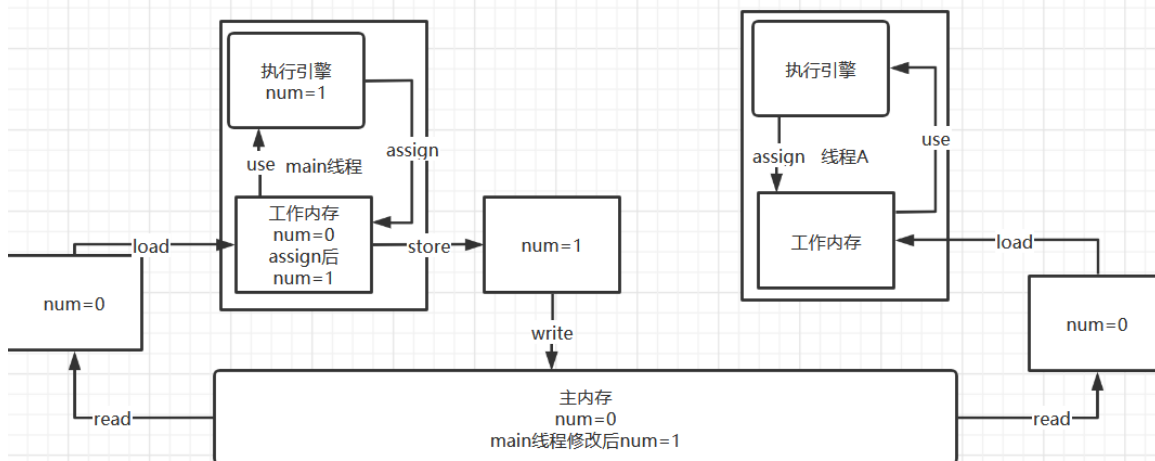 执行引擎
num=1
assign
use
main线程
工作内存
num=0
assign后
num=1
load
num=0
store
num=1
write
read
执行引擎
assign
线程A
use
工作内存
load
num=0
read
主内存
num=0
main线程修改后num=1